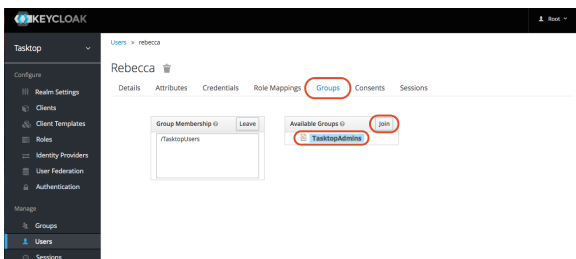 KEYCLOAK
Root
Tasktop
Users » rebecca
Rebecca
Configure
Realm Settings
Clients
Client Templates
Roles
Identity Providers
User Federation
Authentication
Manage
Groups
Users
Sessions
Details Attributes Credentials Role Mappings Groups Consents Sessions
Group Membership Leave
/TasktopUsers
Available Groups Join
TasktopAdmins